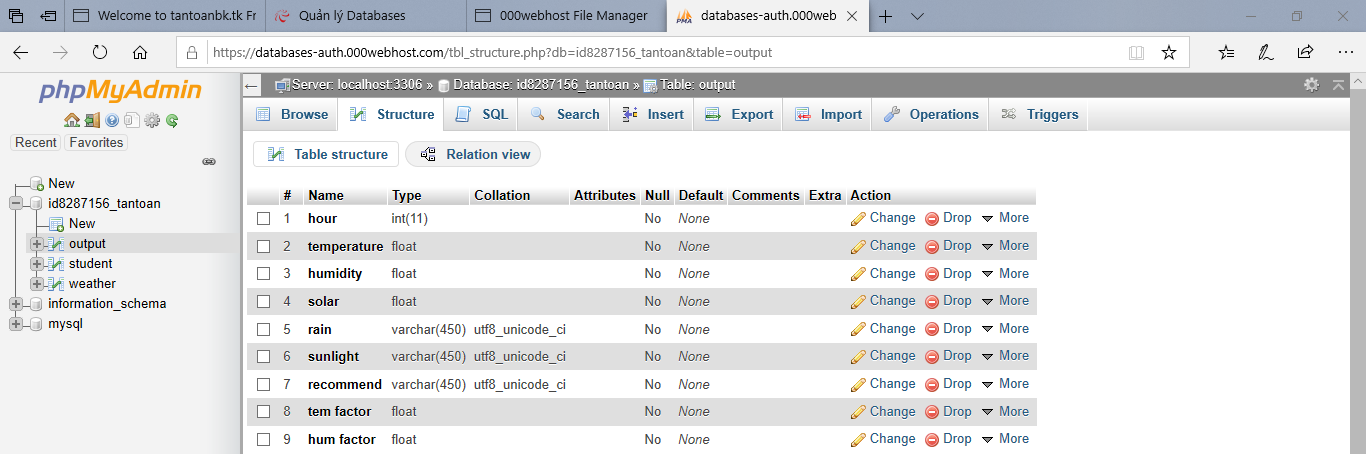 Welcome to tantoanbk.tk Fr
Quản lý Databases
000webhost File Manager
databases-auth.000web
https://databases-auth.000webhost.com/tbl_structure.php?db=id8287156_tantoan&table=output
phpMyAdmin
Recent Favorites
New
id8287156_tantoan
New
output
student
weather
information_schema
mysql
Server: localhost:3306 » Database: id8287156_tantoan » Table: output
Browse Structure SQL Search Insert Export Import Operations Triggers
Table structure Relation view
# Name Type Collation Attributes Null Default Comments Extra Action
1 hour int(11) No None Change Drop More
2 temperature float No None Change Drop More
3 humidity float No None Change Drop More
4 solar float No None Change Drop More
5 rain varchar(450) utf8_unicode_ci No None Change Drop More
6 sunlight varchar(450) utf8_unicode_ci No None Change Drop More
7 recommend varchar(450) utf8_unicode_ci No None Change Drop More
8 tem factor float No None Change Drop More
9 hum factor float No None Change Drop More